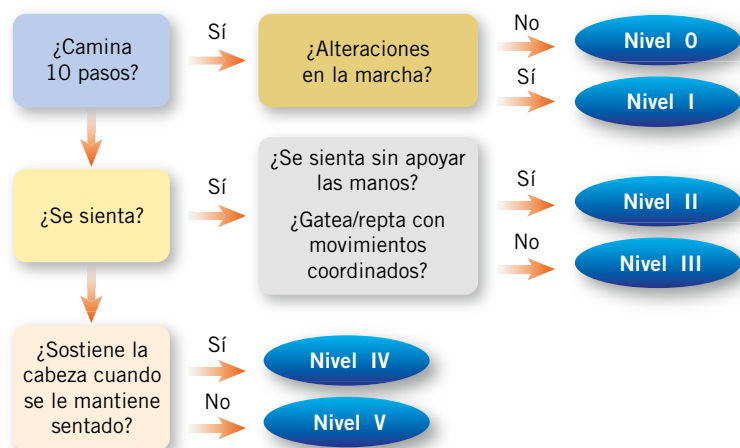 ¿Camina
10 pasos?
Sí
¿Alteraciones
en la marcha?
No
Nivel 0
Sí
Nivel I
¿Se sienta?
Sí
¿Se sienta sin apoyar
las manos?
¿Gatea/repta con
movimientos
coordinados?
Sí
Nivel II
No
Nivel III
¿Sostiene la
cabeza cuando
se le mantiene
sentado?
Sí
Nivel IV
No
Nivel V